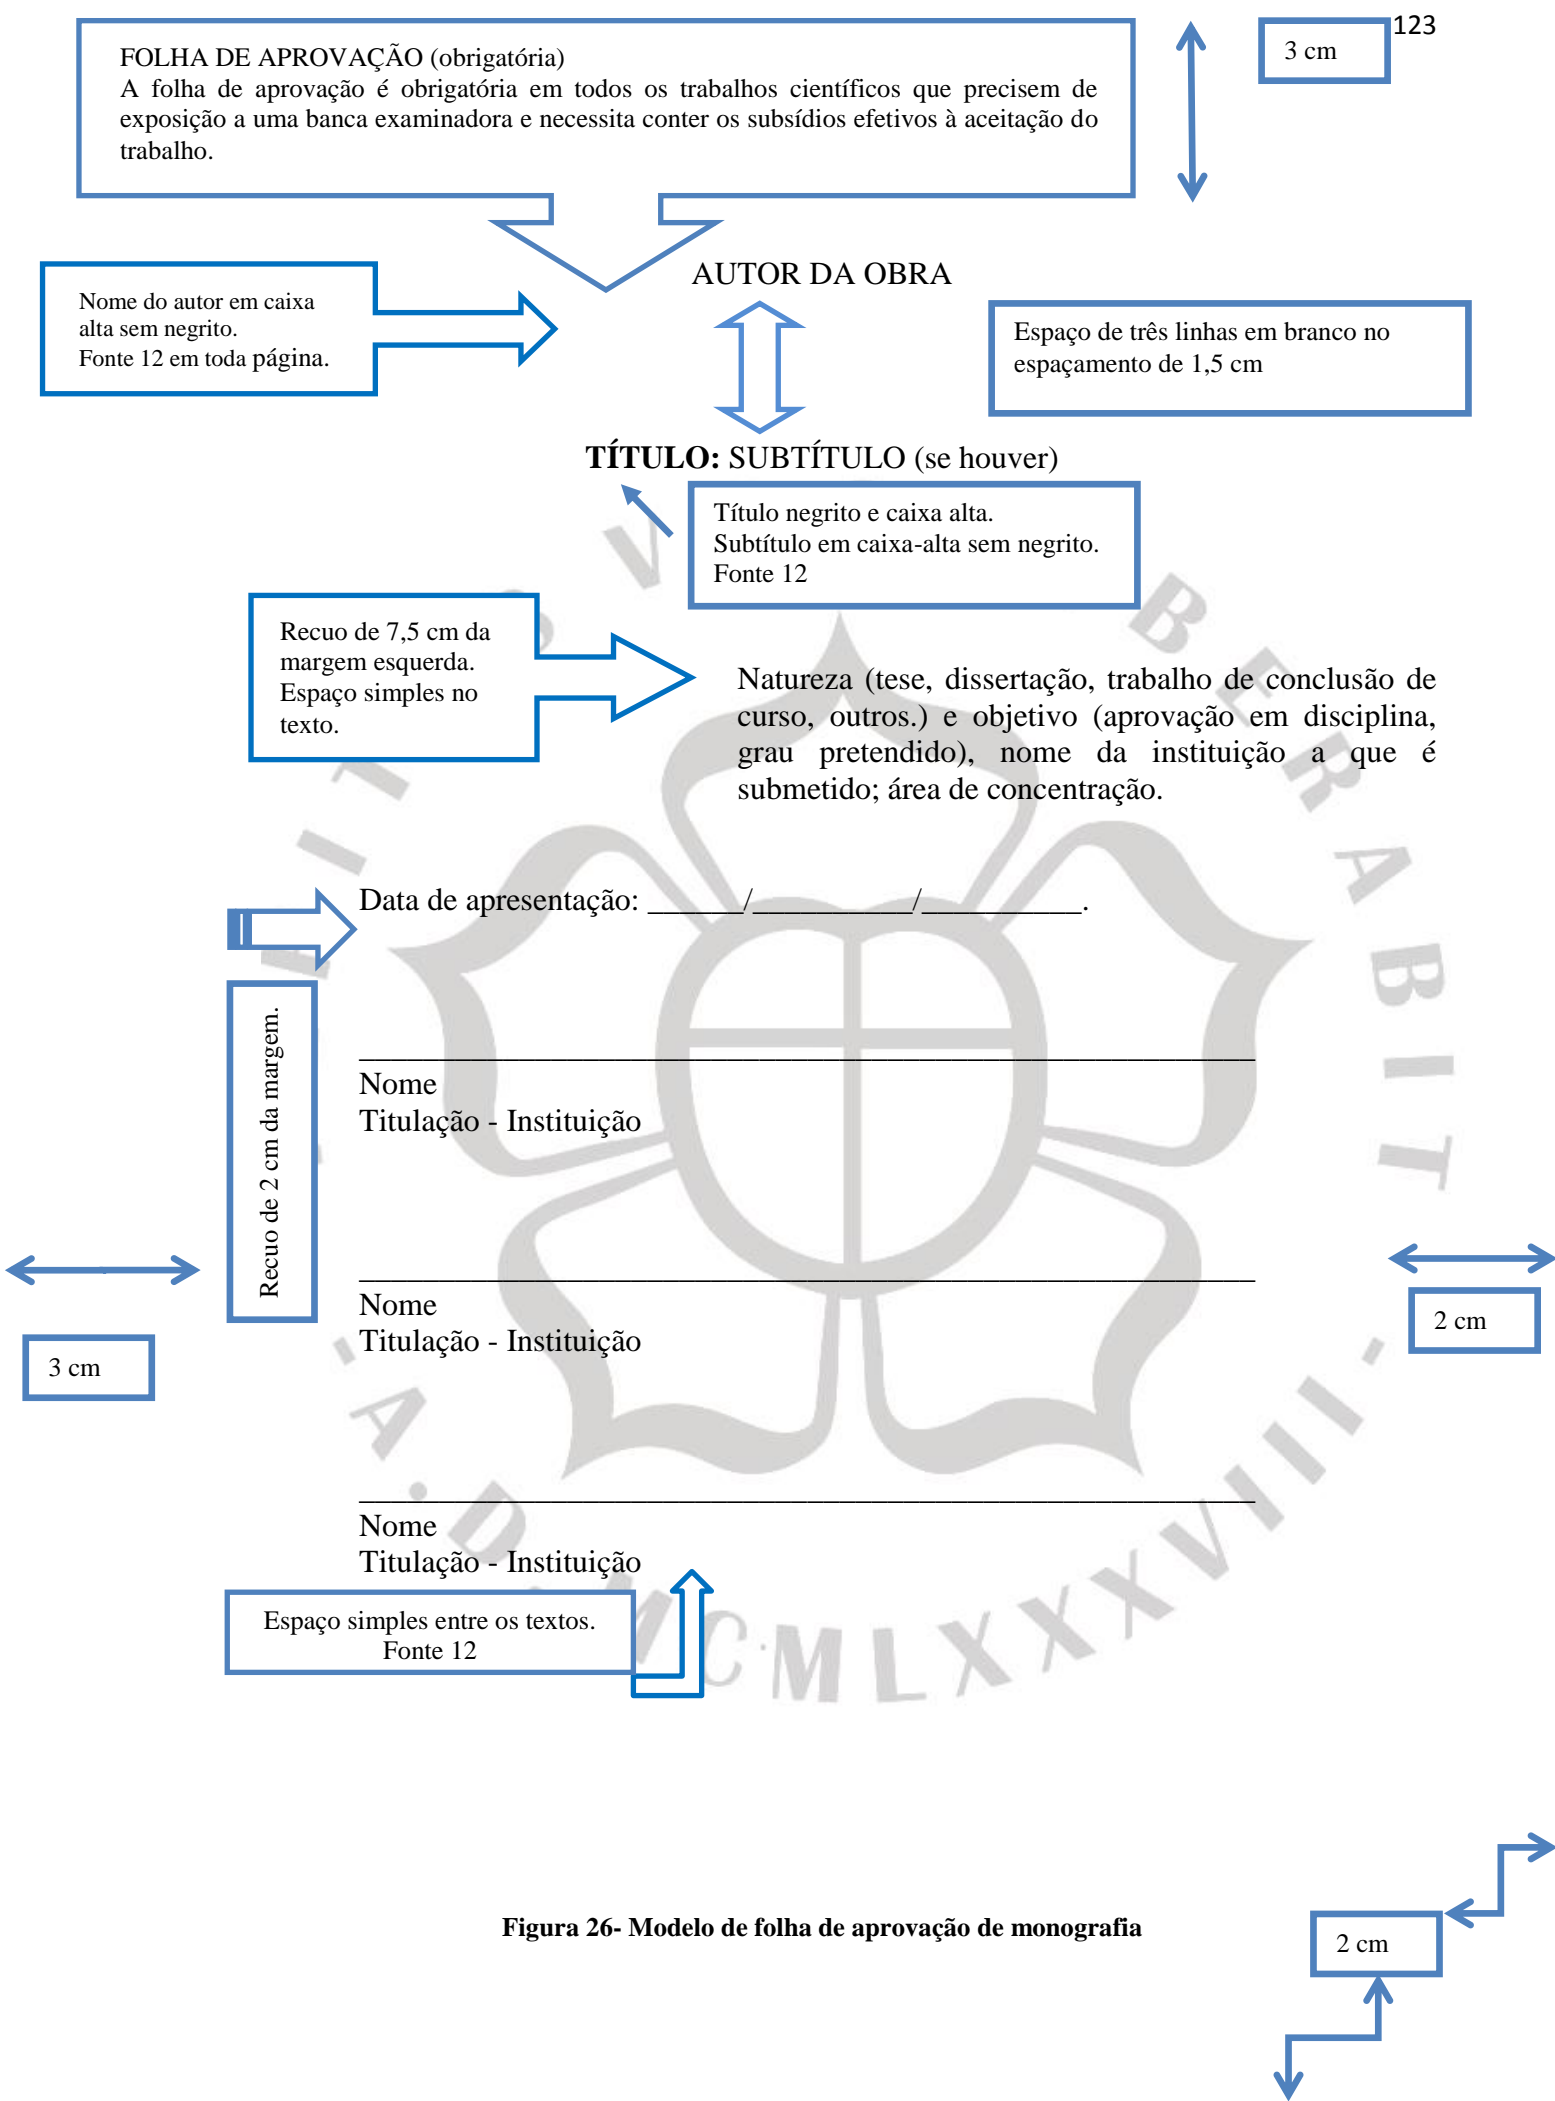 123
FOLHA DE APROVAÇÃO (obrigatória)
A folha de aprovação é obrigatória em todos os trabalhos científicos que precisem de
exposição a uma banca examinadora e necessita conter os subsídios efetivos à aceitação do
trabalho.
3 cm
AUTOR DA OBRA
Nome do autor em caixa
alta sem negrito.
Fonte 12 em toda página.
Espaço de três linhas em branco no
espaçamento de 1,5 cm
TÍTULO: SUBTÍTULO (se houver)
Título negrito e caixa alta.
Subtítulo em caixa-alta sem negrito.
Fonte 12
Recuo de 7,5 cm da
margem esquerda.
Espaço simples no
texto.
Natureza (tese, dissertação, trabalho de conclusão de
curso, outros.) e objetivo (aprovação em disciplina,
grau pretendido), nome da instituição a que é
submetido; área de concentração.
Data de apresentação: ______/__________/__________.
Recuo de 2 cm da margem.
Nome
Titulação - Instituição
Nome
Titulação - Instituição
3 cm
2 cm
Nome
Titulação - Instituição
Espaço simples entre os textos.
Fonte 12
BERABIT
-A.D.MCMLXXXVIII-
Figura 26- Modelo de folha de aprovação de monografia
2 cm